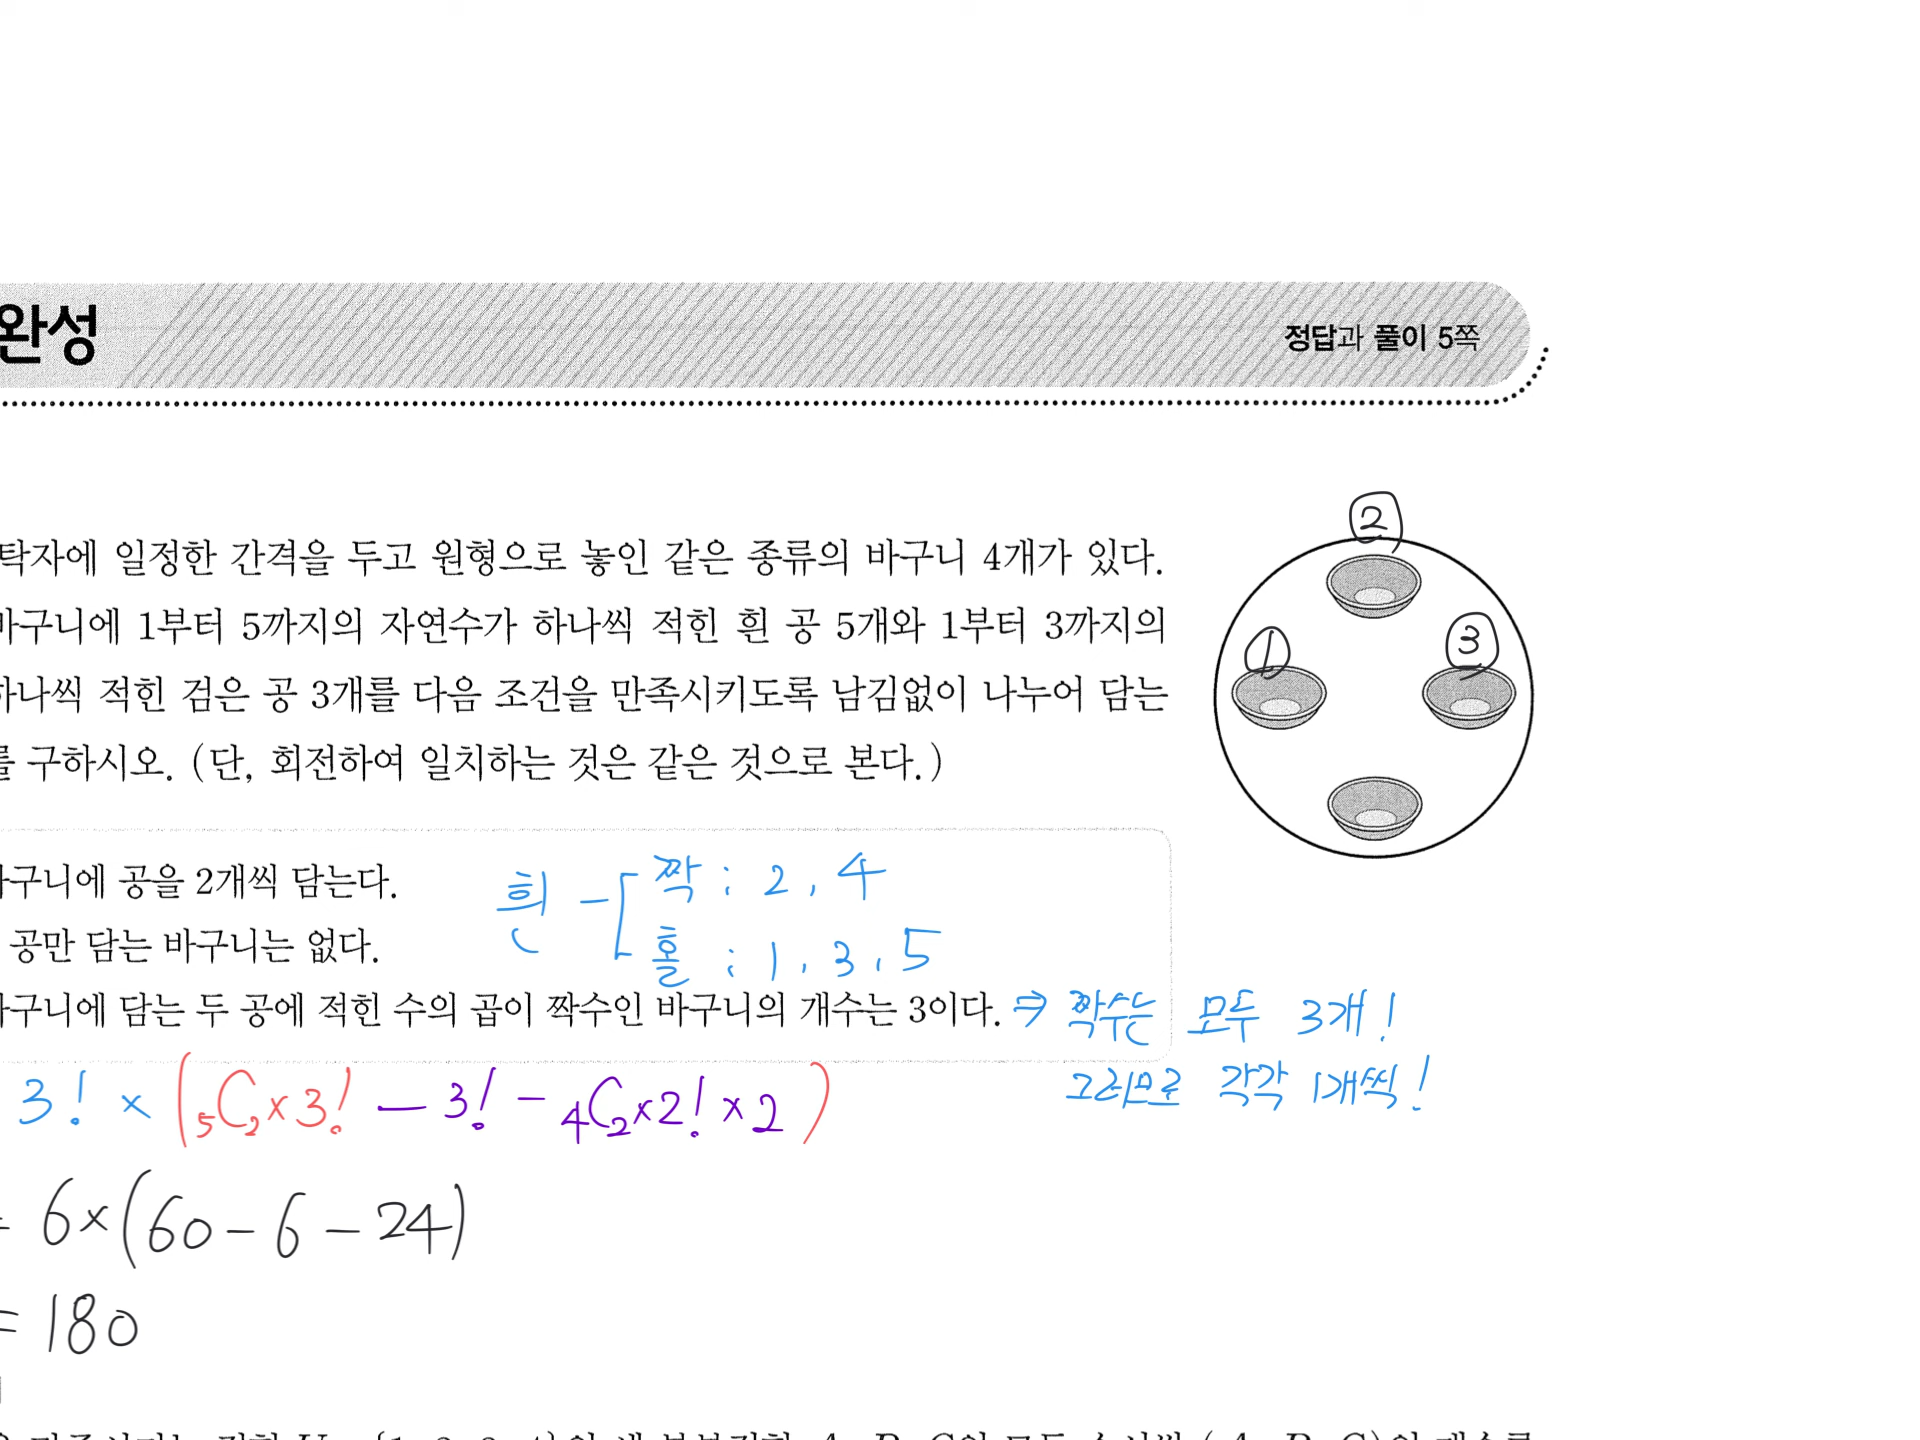 완성
정답과 풀이 5쪽
탁자에 일정한 간격을 두고 원형으로 놓인 같은 종류의 바구니 4개가 있다.
바구니에 1부터 5까지의 자연수가 하나씩 적힌 흰 공 5개와 1부터 3까지의
하나씩 적힌 검은 공 3개를 다음 조건을 만족시키도록 남김없이 나누어 담는
를 구하시오. (단, 회전하여 일치하는 것은 같은 것으로 본다.)
2
1
3
바구니에 공을 2개씩 담는다.
공만 담는 바구니는 없다.
바구니에 담는 두 공에 적힌 수의 곱이 짝수인 바구니의 개수는 3이다.
흰 - [ 짝 : 2, 4
홀 : 1, 3, 5
⇒ 짝수는 모두 3개!
그러므로 각각 1개씩!
3! × (₅C₂×3! - 3! - ₄C₂×2!×2)
= 6×(60-6-24)
= 180